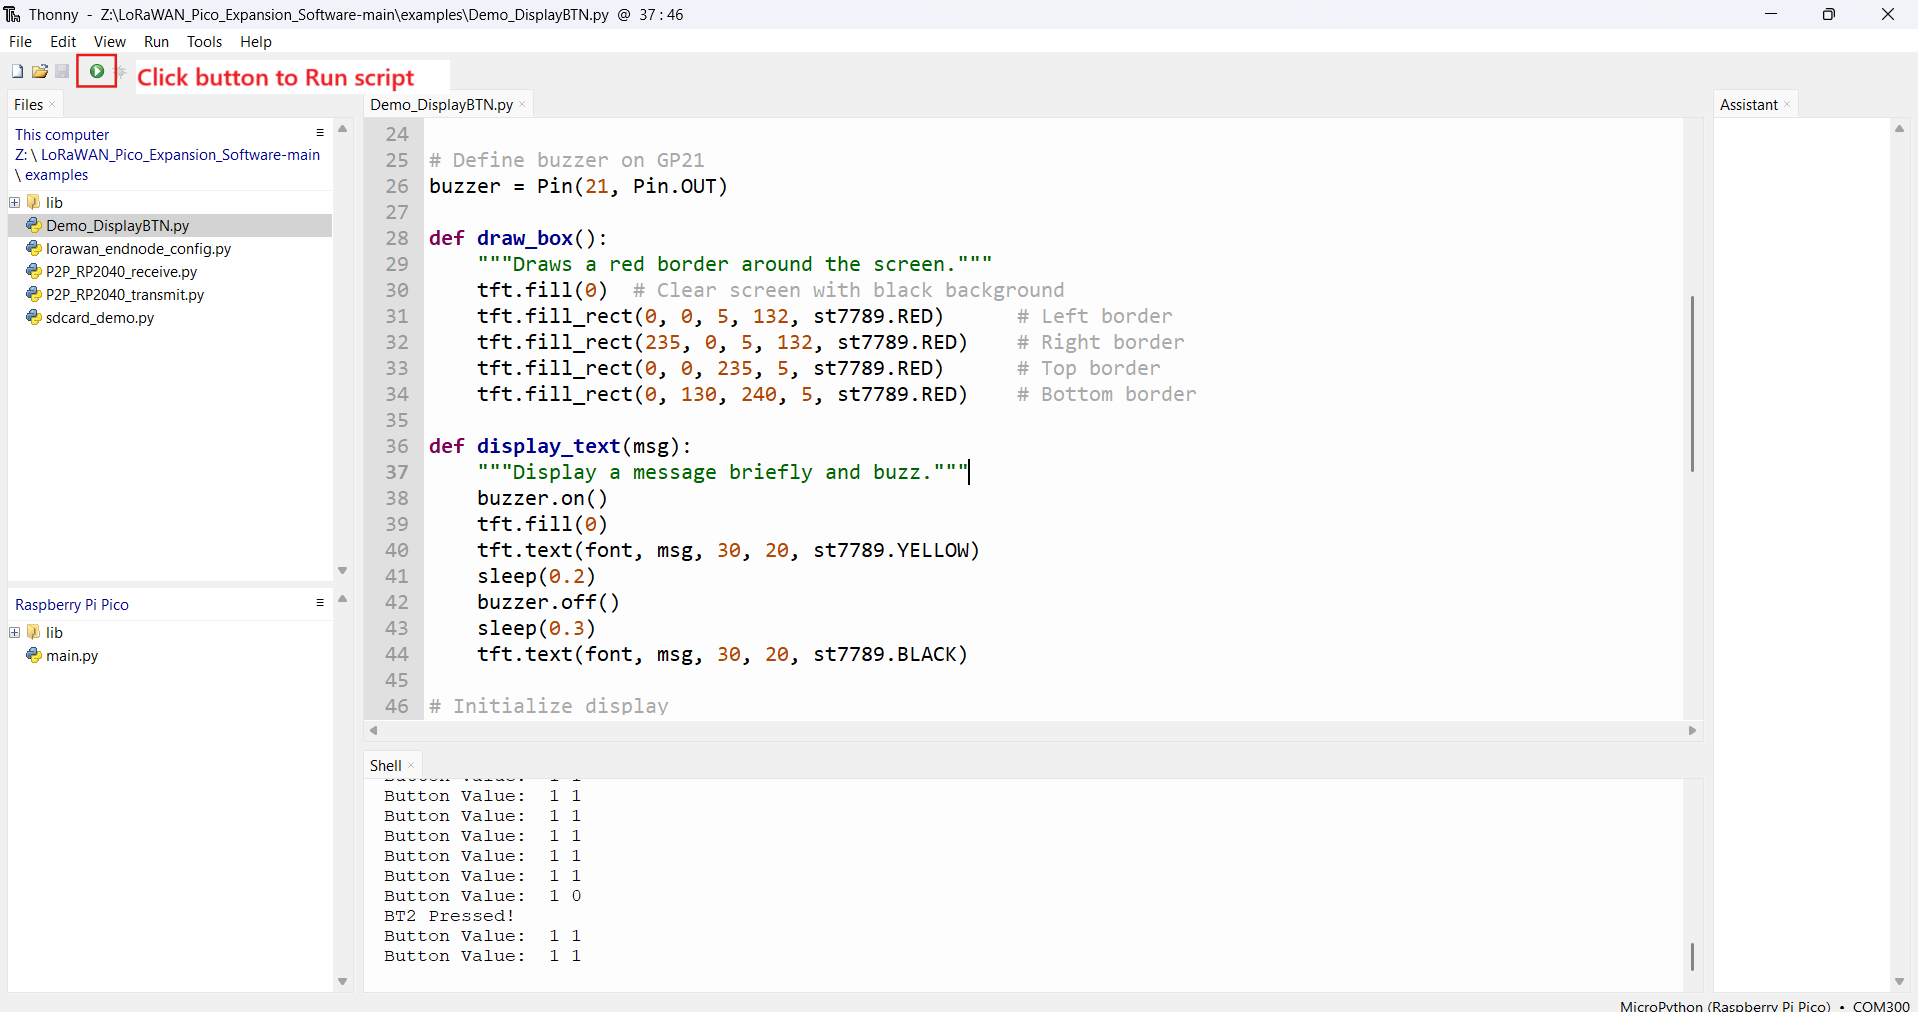 Thonny - Z:\LoRaWAN_Pico_Expansion_Software-main\examples\Demo_DisplayBTN.py @ 37:46
File Edit View Run Tools Help
Click button to Run script
Files
This computer
Z: \ LoRaWAN_Pico_Expansion_Software-main
\ examples
lib
Demo_DisplayBTN.py
lorawan_endnode_config.py
P2P_RP2040_receive.py
P2P_RP2040_transmit.py
sdcard_demo.py
Raspberry Pi Pico
lib
main.py
Demo_DisplayBTN.py
24
25 # Define buzzer on GP21
26 buzzer = Pin(21, Pin.OUT)
27
28 def draw_box():
29     """Draws a red border around the screen."""
30     tft.fill(0)  # Clear screen with black background
31     tft.fill_rect(0, 0, 5, 132, st7789.RED)      # Left border
32     tft.fill_rect(235, 0, 5, 132, st7789.RED)    # Right border
33     tft.fill_rect(0, 0, 235, 5, st7789.RED)      # Top border
34     tft.fill_rect(0, 130, 240, 5, st7789.RED)    # Bottom border
35
36 def display_text(msg):
37     """Display a message briefly and buzz."""
38     buzzer.on()
39     tft.fill(0)
40     tft.text(font, msg, 30, 20, st7789.YELLOW)
41     sleep(0.2)
42     buzzer.off()
43     sleep(0.3)
44     tft.text(font, msg, 30, 20, st7789.BLACK)
45
46 # Initialize display
Shell
Button Value:  1 1
Button Value:  1 1
Button Value:  1 1
Button Value:  1 1
Button Value:  1 1
Button Value:  1 0
BT2 Pressed!
Button Value:  1 1
Button Value:  1 1
Assistant
MicroPython (Raspberry Pi Pico) • COM300